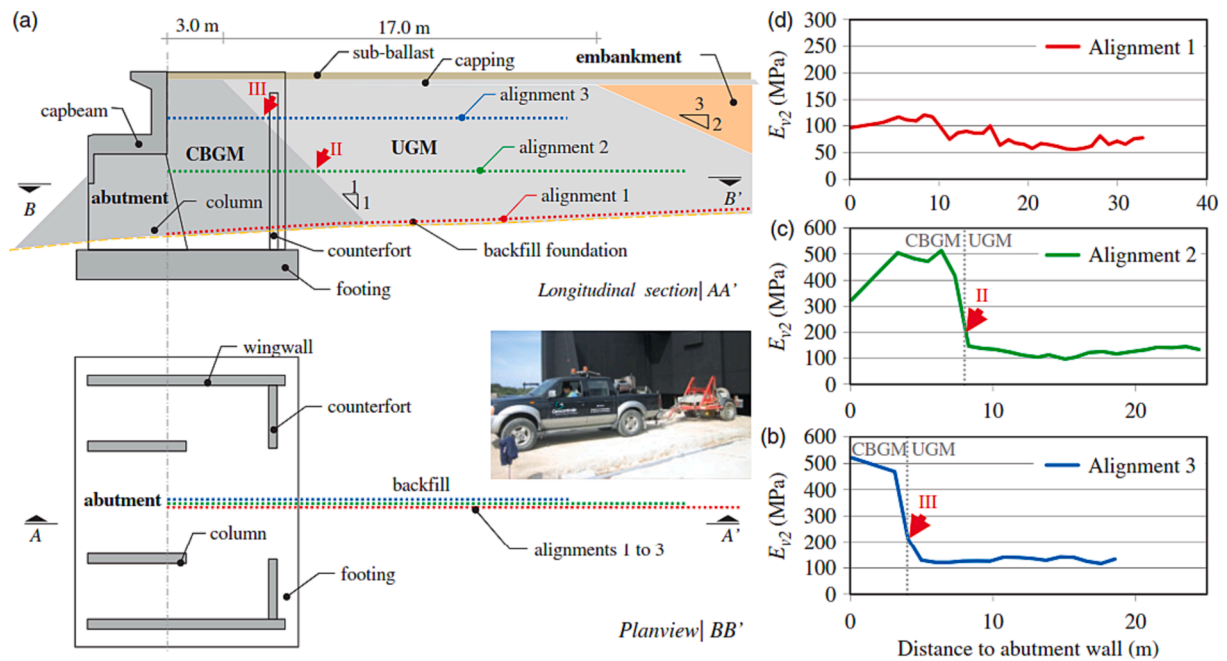 (a)
3.0 m
17.0 m
sub-ballast
capping
embankment
III
alignment 3
3
2
capbeam
CBGM
II
UGM
alignment 2
B
abutment
column
1
1
alignment 1
B'
counterfort
backfill foundation
footing
Longitudinal section| AA'
wingwall
counterfort
abutment
backfill
A
A'
column
alignments 1 to 3
footing
Planview| BB'
(d)
300
250
200
150
100
50
0
Ev2 (MPa)
Alignment 1
0
10
20
30
40
(c)
600
500
400
300
200
100
0
Ev2 (MPa)
CBGM
UGM
Alignment 2
II
0
10
20
(b)
600
500
400
300
200
100
0
Ev2 (MPa)
CBGM
UGM
Alignment 3
III
0
10
20
Distance to abutment wall (m)